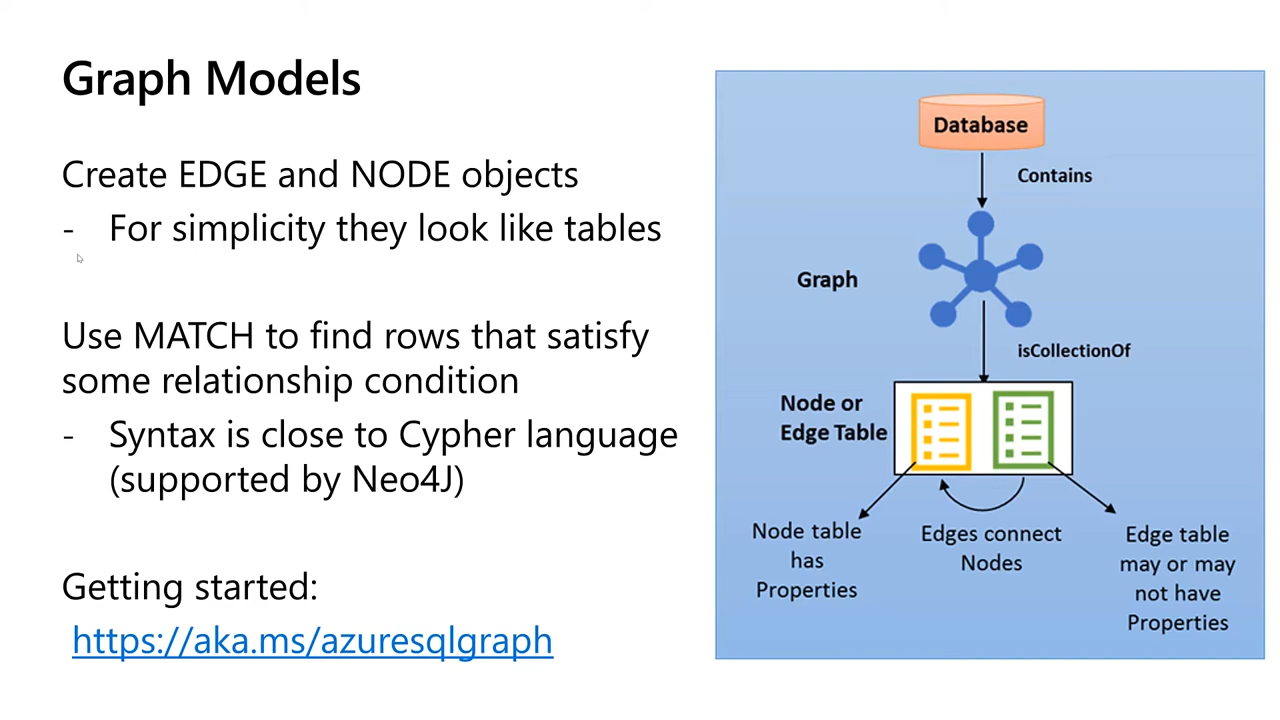 Graph Models
Create EDGE and NODE objects
- For simplicity they look like tables
Use MATCH to find rows that satisfy
some relationship condition
- Syntax is close to Cypher language
(supported by Neo4J)
Getting started:
https://aka.ms/azuresqlgraph
Database
Contains
Graph
isCollectionOf
Node or
Edge Table
Node table
has
Properties
Edges connect
Nodes
Edge table
may or may
not have
Properties